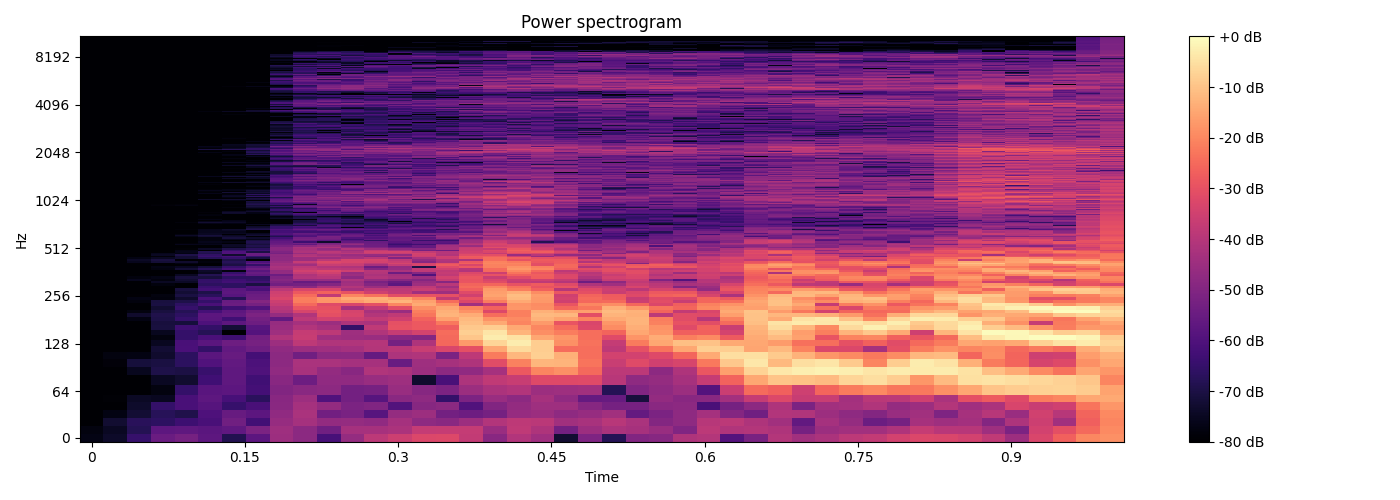 Power spectrogram
Hz
8192
4096
2048
1024
512
256
128
64
0
0 0.15 0.3 0.45 0.6 0.75 0.9
Time
+0 dB
-10 dB
-20 dB
-30 dB
-40 dB
-50 dB
-60 dB
-70 dB
-80 dB